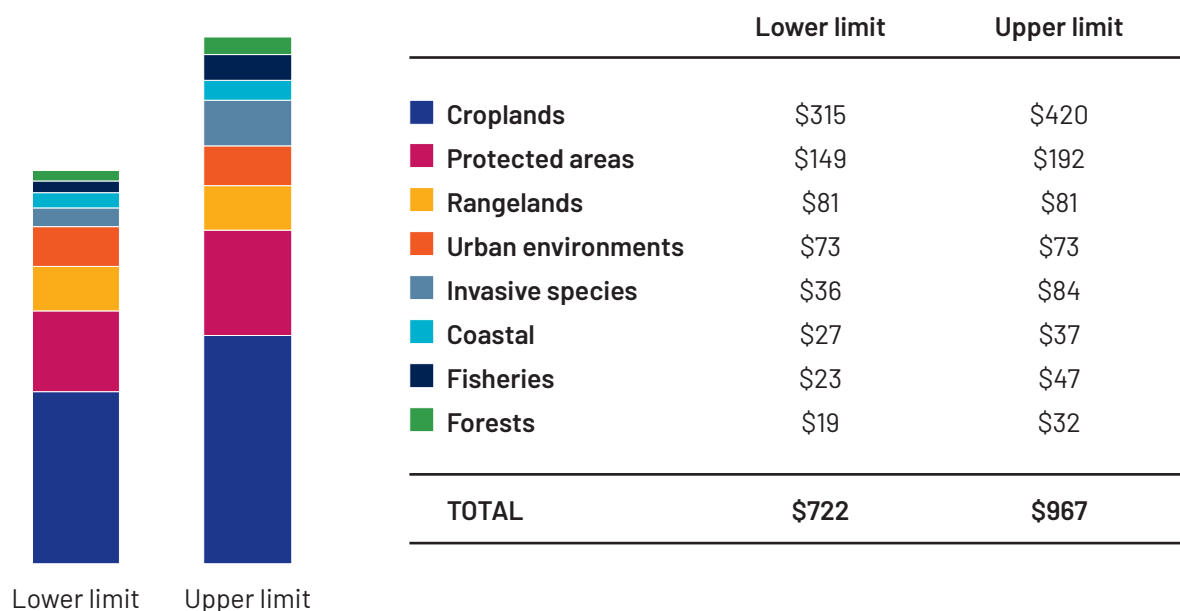 Lower limit Upper limit
Croplands $315 $420
Protected areas $149 $192
Rangelands $81 $81
Urban environments $73 $73
Invasive species $36 $84
Coastal $27 $37
Fisheries $23 $47
Forests $19 $32
TOTAL $722 $967
Lower limit Upper limit